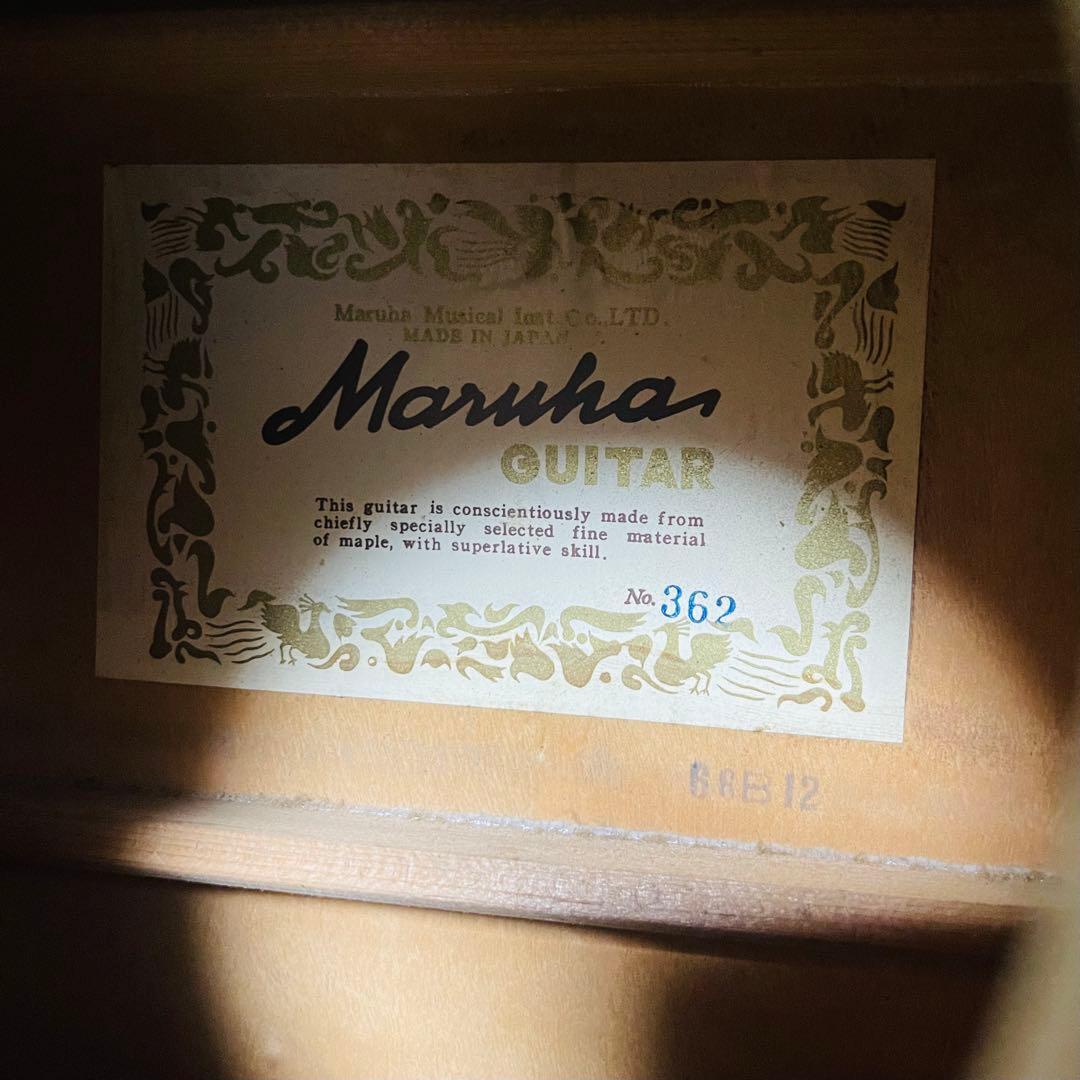 Maruha Musical Inst. Co.,LTD.
MADE IN JAPAN
Maruha
GUITAR
This guitar is conscientiously made from
chiefly specially selected fine material
of maple, with superlative skill.
No. 362